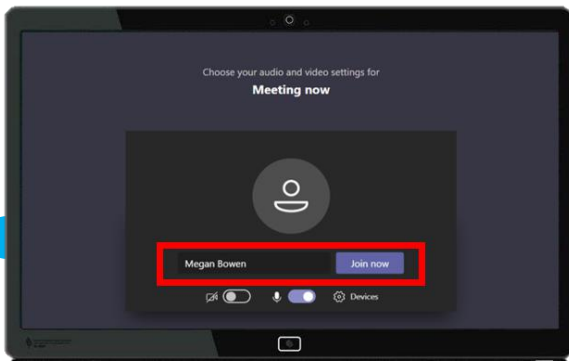 Choose your audio and video settings for
Meeting now
Megan Bowen Join now
Devices